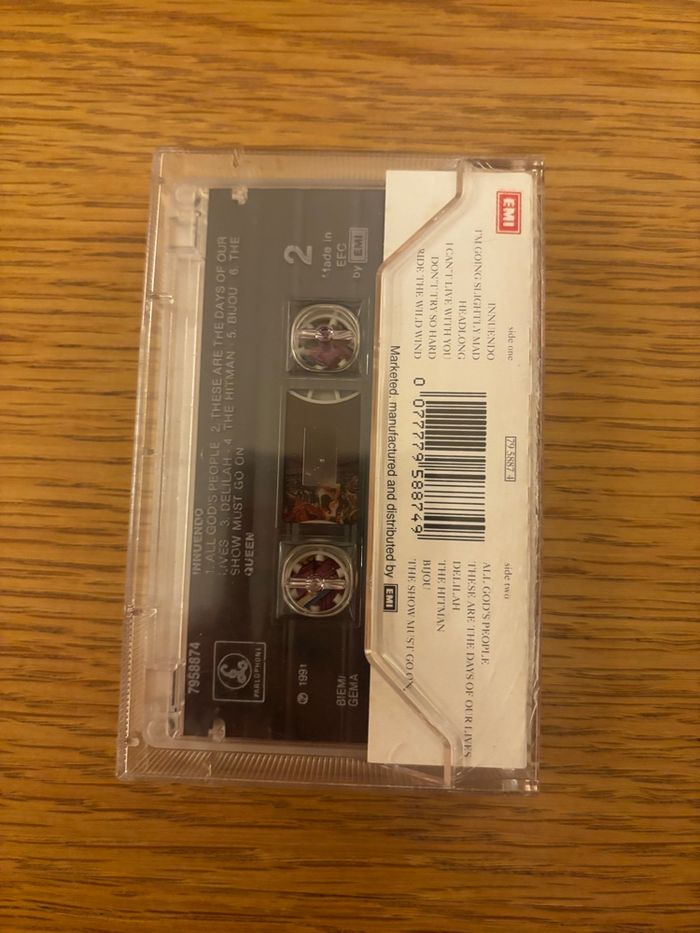 EMI
side one
INNUENDO
I'M GOING SLIGHTLY MAD
HEADLONG
I CAN'T LIVE WITH YOU
DON'T TRY SO HARD
RIDE THE WILD WIND
79 5887 4
0 077779 588749
side two
ALL GOD'S PEOPLE
THESE ARE THE DAYS OF OUR LIVES
DELILAH
THE HITMAN
BIJOU
THE SHOW MUST GO ON
Marketed, manufactured and distributed by EMI
2
Made in
EEC
by EMI
INNUENDO
1. ALL GOD'S PEOPLE 2. THESE ARE THE DAYS OF OUR
LIVES · 3. DELILAH · 4. THE HITMAN · 5. BIJOU 6. THE
SHOW MUST GO ON
QUEEN
7958874
PARLOPHONE
℗ 1991
BIEM/
GEMA